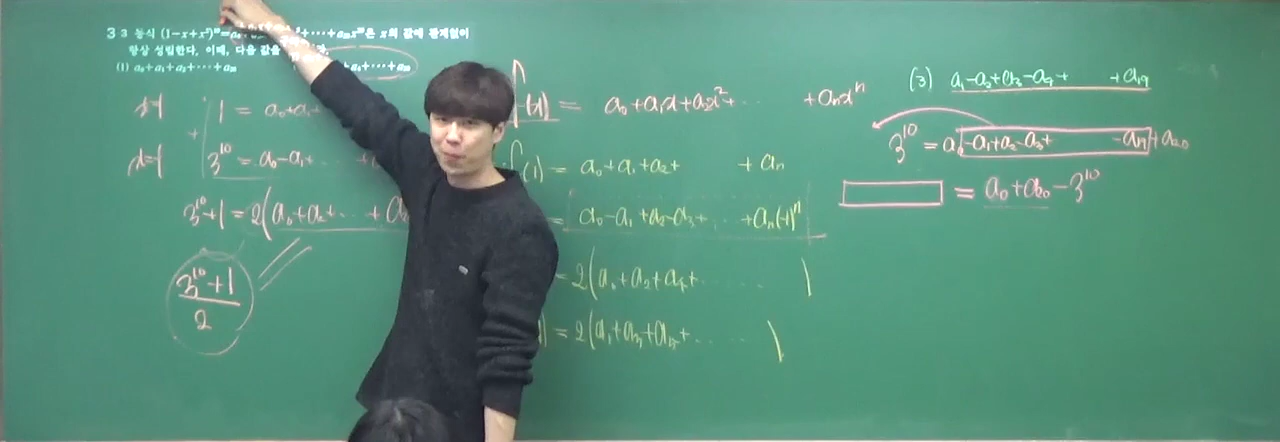 33 등식 (1-x+x²)¹⁰=a₀ ²+⋯+a₂₀x²⁰은 x의 값에 관계없이
항상 성립한다. 이때, 다음 값을
(1) a₀+a₁+a₂+⋯+a₂₀ +a₄+⋯+a₂₀
x=1 1 = a₀+a₁+
+
x=-1 3¹⁰ = a₀-a₁+ ⋯
3¹⁰+1 = 2(a₀+a₂+⋯+
3¹⁰+1
2
f(x) = a₀+a₁x+a₂x²+⋯ +aₙxⁿ
f(1) = a₀+a₁+a₂+ +aₙ
= a₀-a₁+a₂-a₃+⋯ +aₙ(-1)ⁿ
= 2(a₀+a₂+a₄+⋯ )
= 2(a₁+a₃+a₅+⋯ )
(3) a₁-a₂+a₃-a₄+ +a₁₉
3¹⁰ = a₀-a₁+a₂-a₃+ -a₁₉+a₂₀
= a₀+a₂₀-3¹⁰